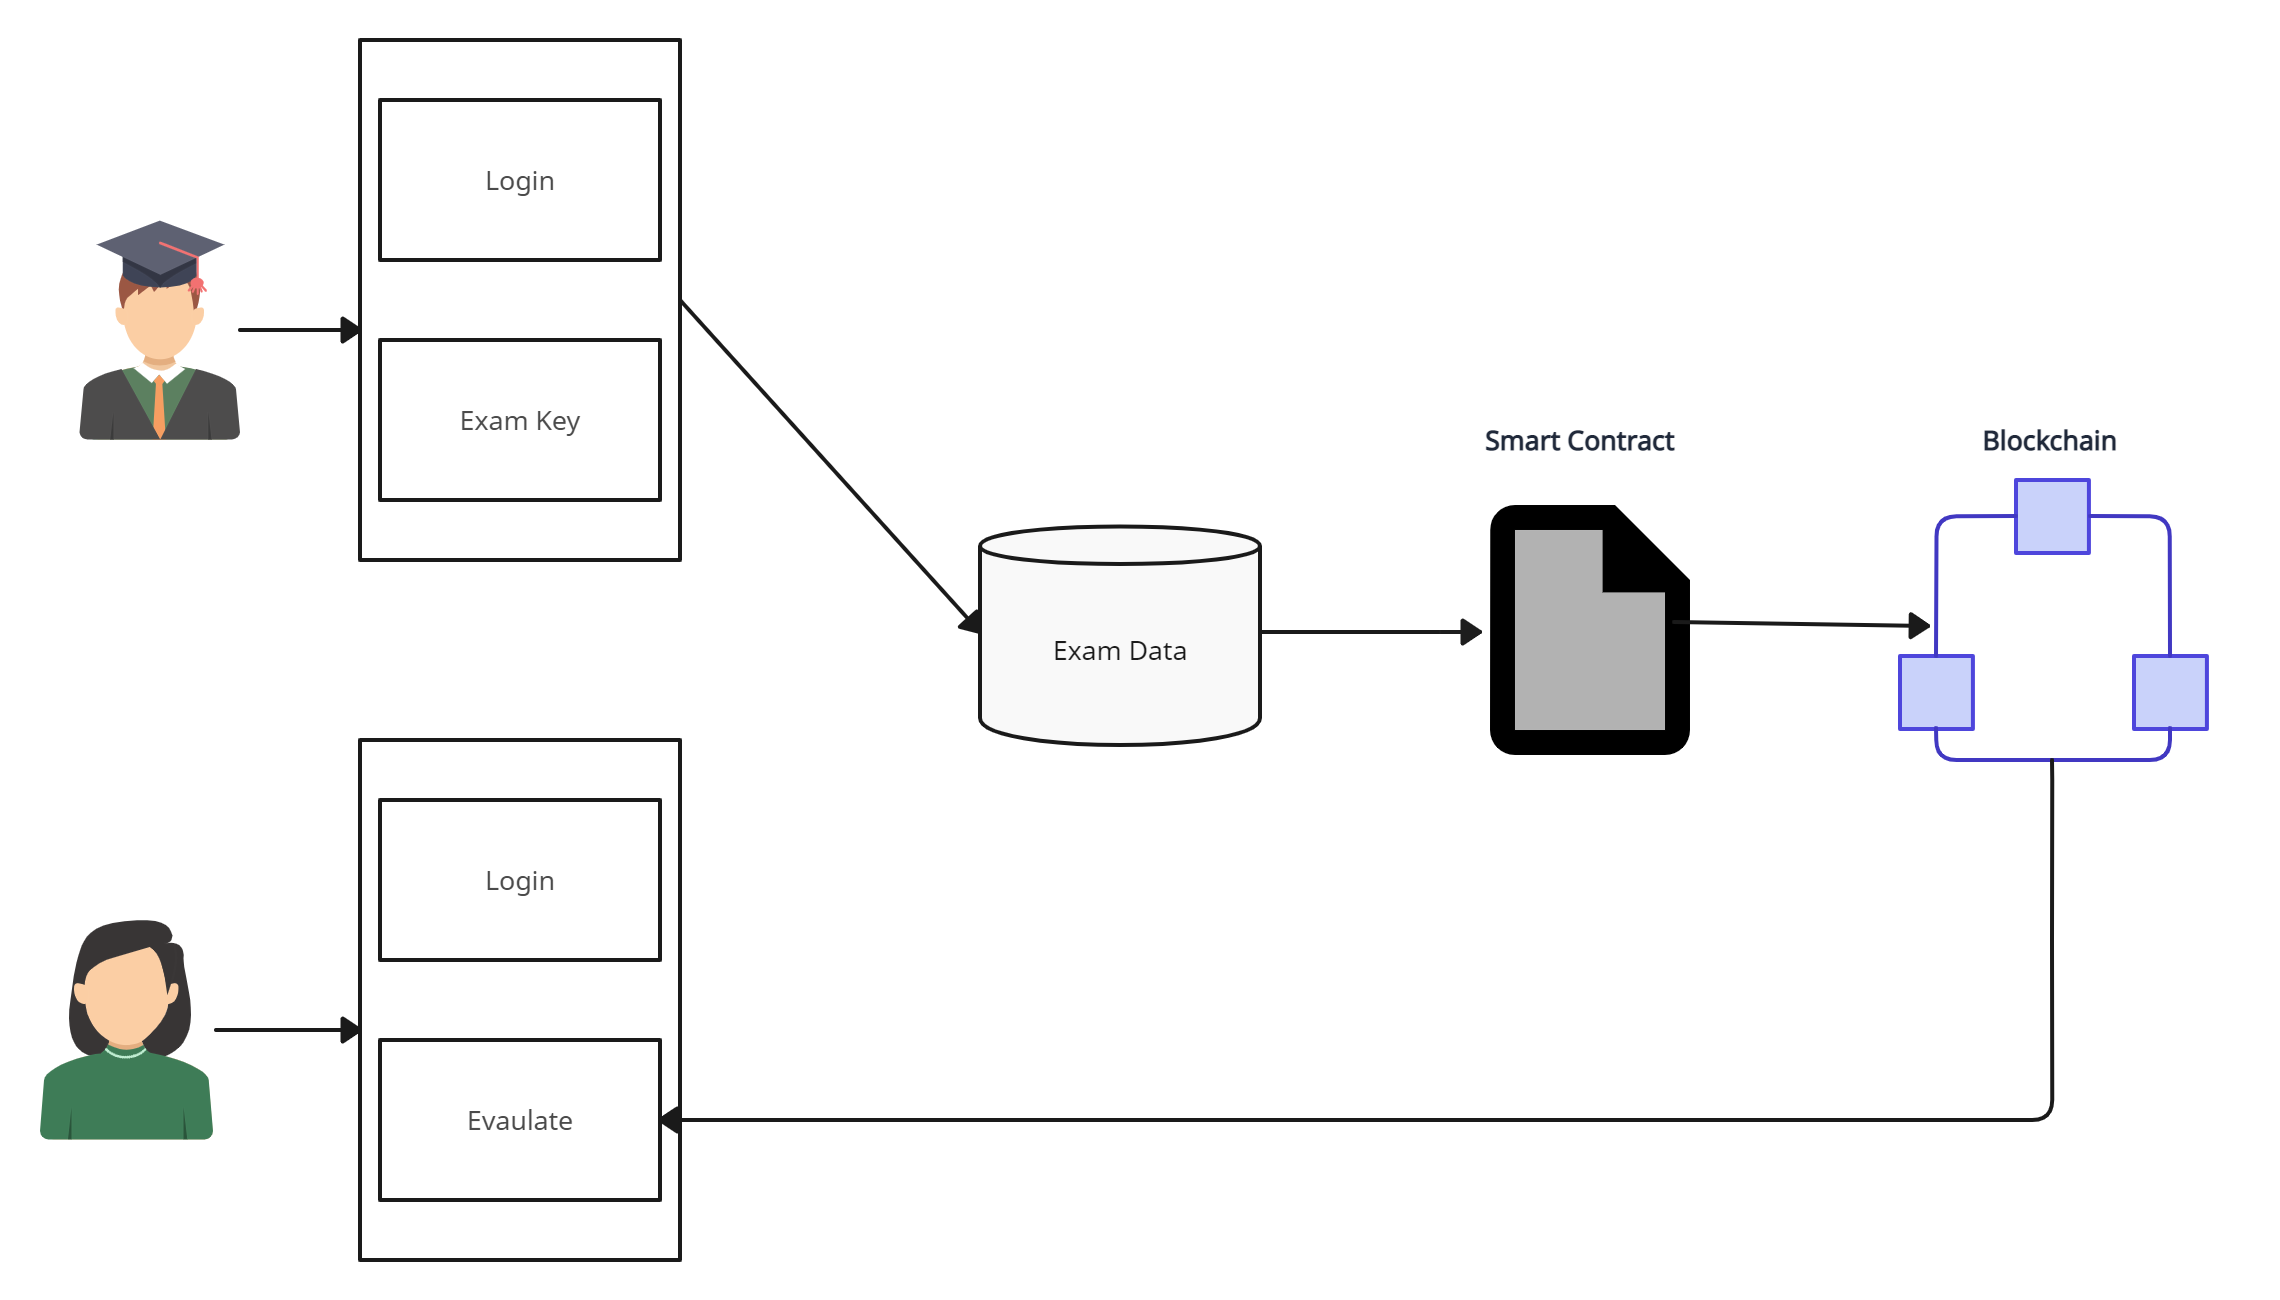 Login
Exam Key
Smart Contract
Blockchain
Exam Data
Login
Evaulate